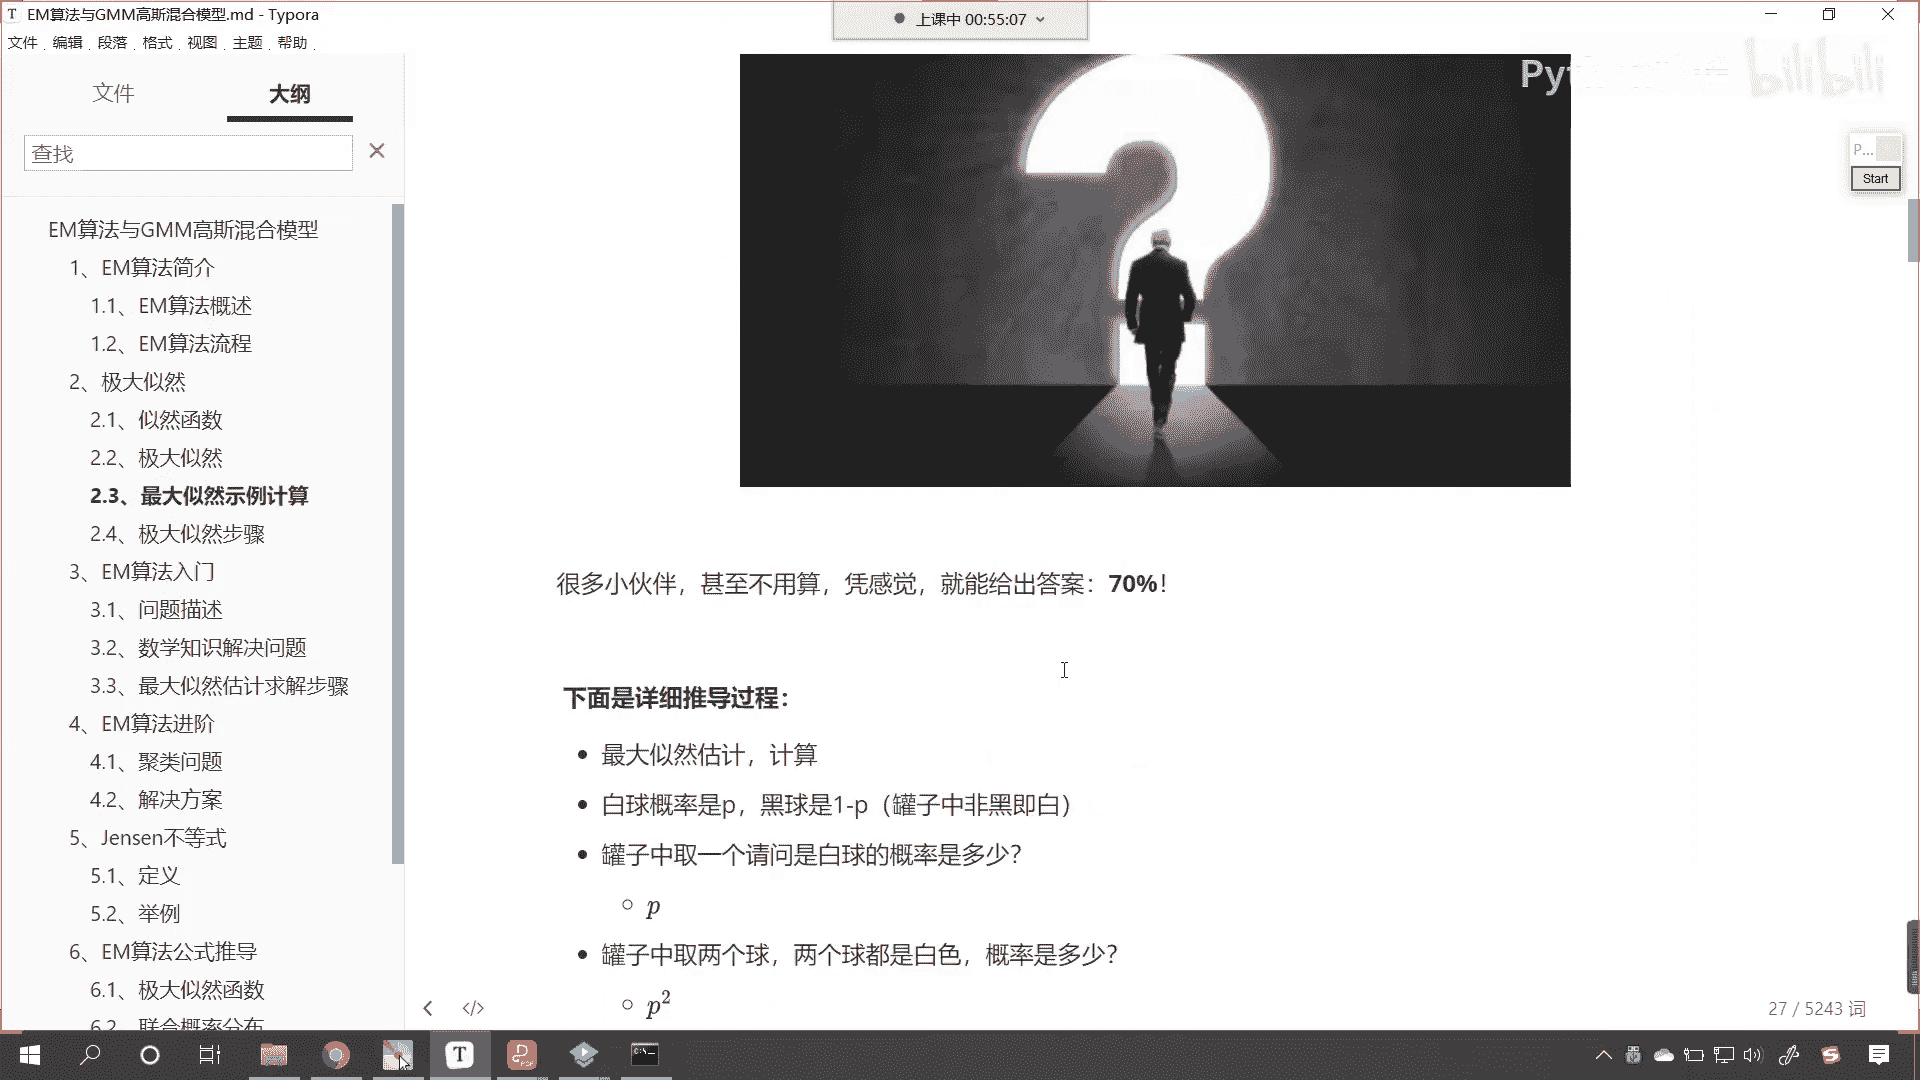 EM算法与GMM高斯混合模型.md - Typora
上课中 00:55:07
文件 编辑 段落 格式 视图 主题 帮助
文件 大纲
查找
EM算法与GMM高斯混合模型
1、EM算法简介
1.1、EM算法概述
1.2、EM算法流程
2、极大似然
2.1、似然函数
2.2、极大似然
2.3、最大似然示例计算
2.4、极大似然步骤
3、EM算法入门
3.1、问题描述
3.2、数学知识解决问题
3.3、最大似然估计求解步骤
4、EM算法进阶
4.1、聚类问题
4.2、解决方案
5、Jensen不等式
5.1、定义
5.2、举例
6、EM算法公式推导
6.1、极大似然函数
6.2、联合概率分布
bilibili
P...
Start
很多小伙伴，甚至不用算，凭感觉，就能给出答案：70%！
下面是详细推导过程：
• 最大似然估计，计算
• 白球概率是p，黑球是1-p（罐子中非黑即白）
• 罐子中取一个请问是白球的概率是多少？
○ p
• 罐子中取两个球，两个球都是白色，概率是多少？
○ p²
27 / 5243 词